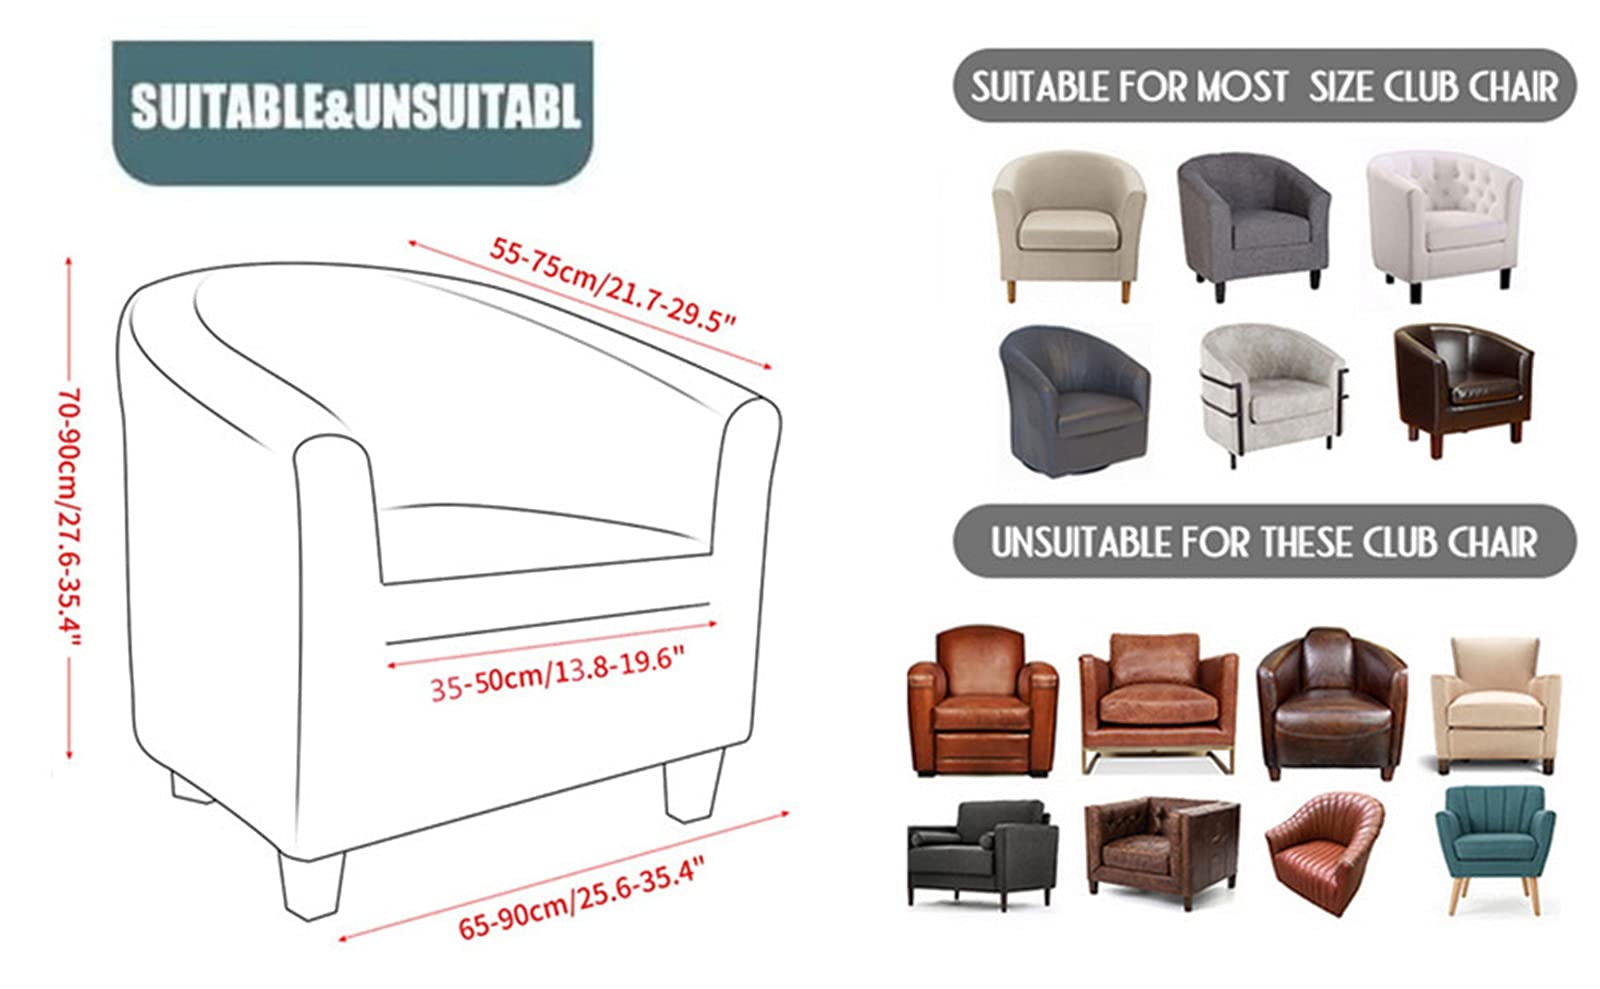 SUITABLE&UNSUITABL
55-75cm/21.7-29.5"
70-90cm/27.6-35.4"
35-50cm/13.8-19.6"
65-90cm/25.6-35.4"
SUITABLE FOR MOST SIZE CLUB CHAIR
UNSUITABLE FOR THESE CLUB CHAIR